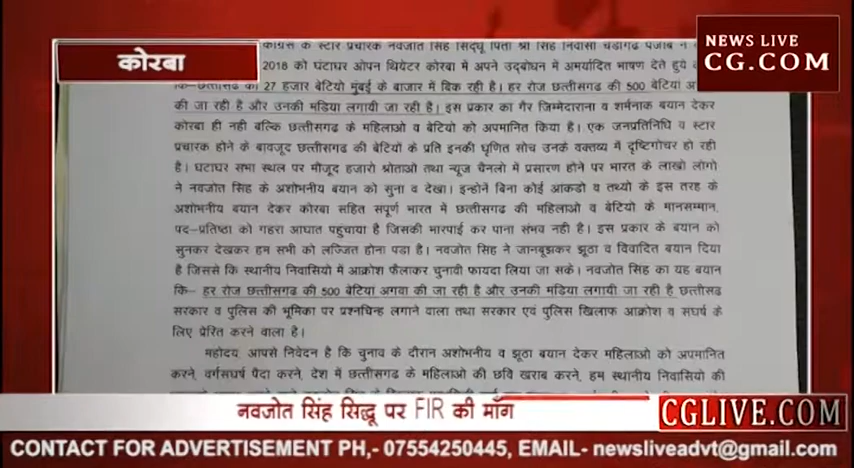 कोरबा
NEWS LIVE
CG.COM
कांग्रेस के स्टार प्रचारक नवजोत सिंह सिद्धू पिता श्री सिंह निवासी चंडीगढ पंजाब
2018 को घंटाघर ओपन थियेटर कोरबा में अपने उद्बोधन में अमर्यादित भाषण देते हुये
कि–छत्तीसगढ की 27 हजार बेटियो मुंबई के बाजार में बिक रही है। हर रोज छत्तीसगढ की 500 बेटियां
की जा रही है और उनकी मंडिया लगायी जा रही है। इस प्रकार का गैर जिम्मेदाराना व शर्मनाक बयान देकर
कोरबा ही नही बल्कि छत्तीसगढ के महिलाओ व बेटियो को अपमानित किया है। एक जनप्रतिनिधि व स्टार
प्रचारक होने के बावजूद छत्तीसगढ की बेटियों के प्रति इनकी घृणित सोच उनके वक्तव्य में दृष्टिगोचर हो रही
है। घंटाघर सभा स्थल पर मौजूद हजारो श्रोताओ तथा न्यूज चैनलो में प्रसारण होने पर भारत के लाखो लोगो
ने नवजोत सिंह के अशोभनीय बयान को सुना व देखा। इन्होने बिना कोई आंकडो व तथ्यो के इस तरह के
अशोभनीय बयान देकर कोरबा सहित संपूर्ण भारत में छत्तीसगढ की महिलाओ व बेटियो के मानसम्मान,
पद–प्रतिष्ठा को गहरा आघात पहुंचाया है जिसकी भारपाई कर पाना संभव नही है। इस प्रकार के बयान को
सुनकर देखकर हम सभी को लज्जित होना पडा है। नवजोत सिंह ने जानबूझकर झूठा व विवादित बयान दिया
है जिससे कि स्थानीय निवासियो में आक्रोश फैलाकर चुनावी फायदा लिया जा सके। नवजोत सिंह का यह बयान
कि– हर रोज छत्तीसगढ की 500 बेटियां अगवा की जा रही है और उनकी मंडिया लगायी जा रही है छत्तीसगढ
सरकार व पुलिस की भूमिका पर प्रश्नचिन्ह लगाने वाला तथा सरकार एवं पुलिस खिलाफ आक्रोश व संघर्ष के
लिए प्रेरित करने वाला है।
महोदय, आपसे निवेदन है कि चुनाव के दौरान अशोभनीय व झूठा बयान देकर महिलाओ को अपमानित
करने, वर्गसंघर्ष पैदा करने, देश में छत्तीसगढ के महिलाओ की छवि खराब करने, हम स्थानीय निवासियों की
नवजोत सिंह सिद्धू पर FIR की माँग
CGLIVE.COM
CONTACT FOR ADVERTISEMENT PH,- 07554250445, EMAIL- newsliveadvt@gmail.com